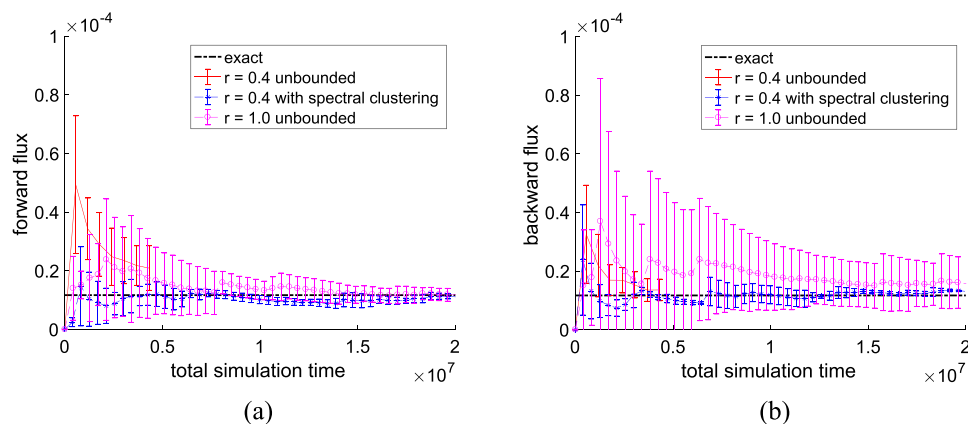 ×10⁻⁴
1
0.8
0.6
0.4
0.2
0
forward flux
exact
r = 0.4 unbounded
r = 0.4 with spectral clustering
r = 1.0 unbounded
0 0.5 1 1.5 2
total simulation time
×10⁷
(a)
×10⁻⁴
1
0.8
0.6
0.4
0.2
0
backward flux
exact
r = 0.4 unbounded
r = 0.4 with spectral clustering
r = 1.0 unbounded
0 0.5 1 1.5 2
total simulation time
×10⁷
(b)